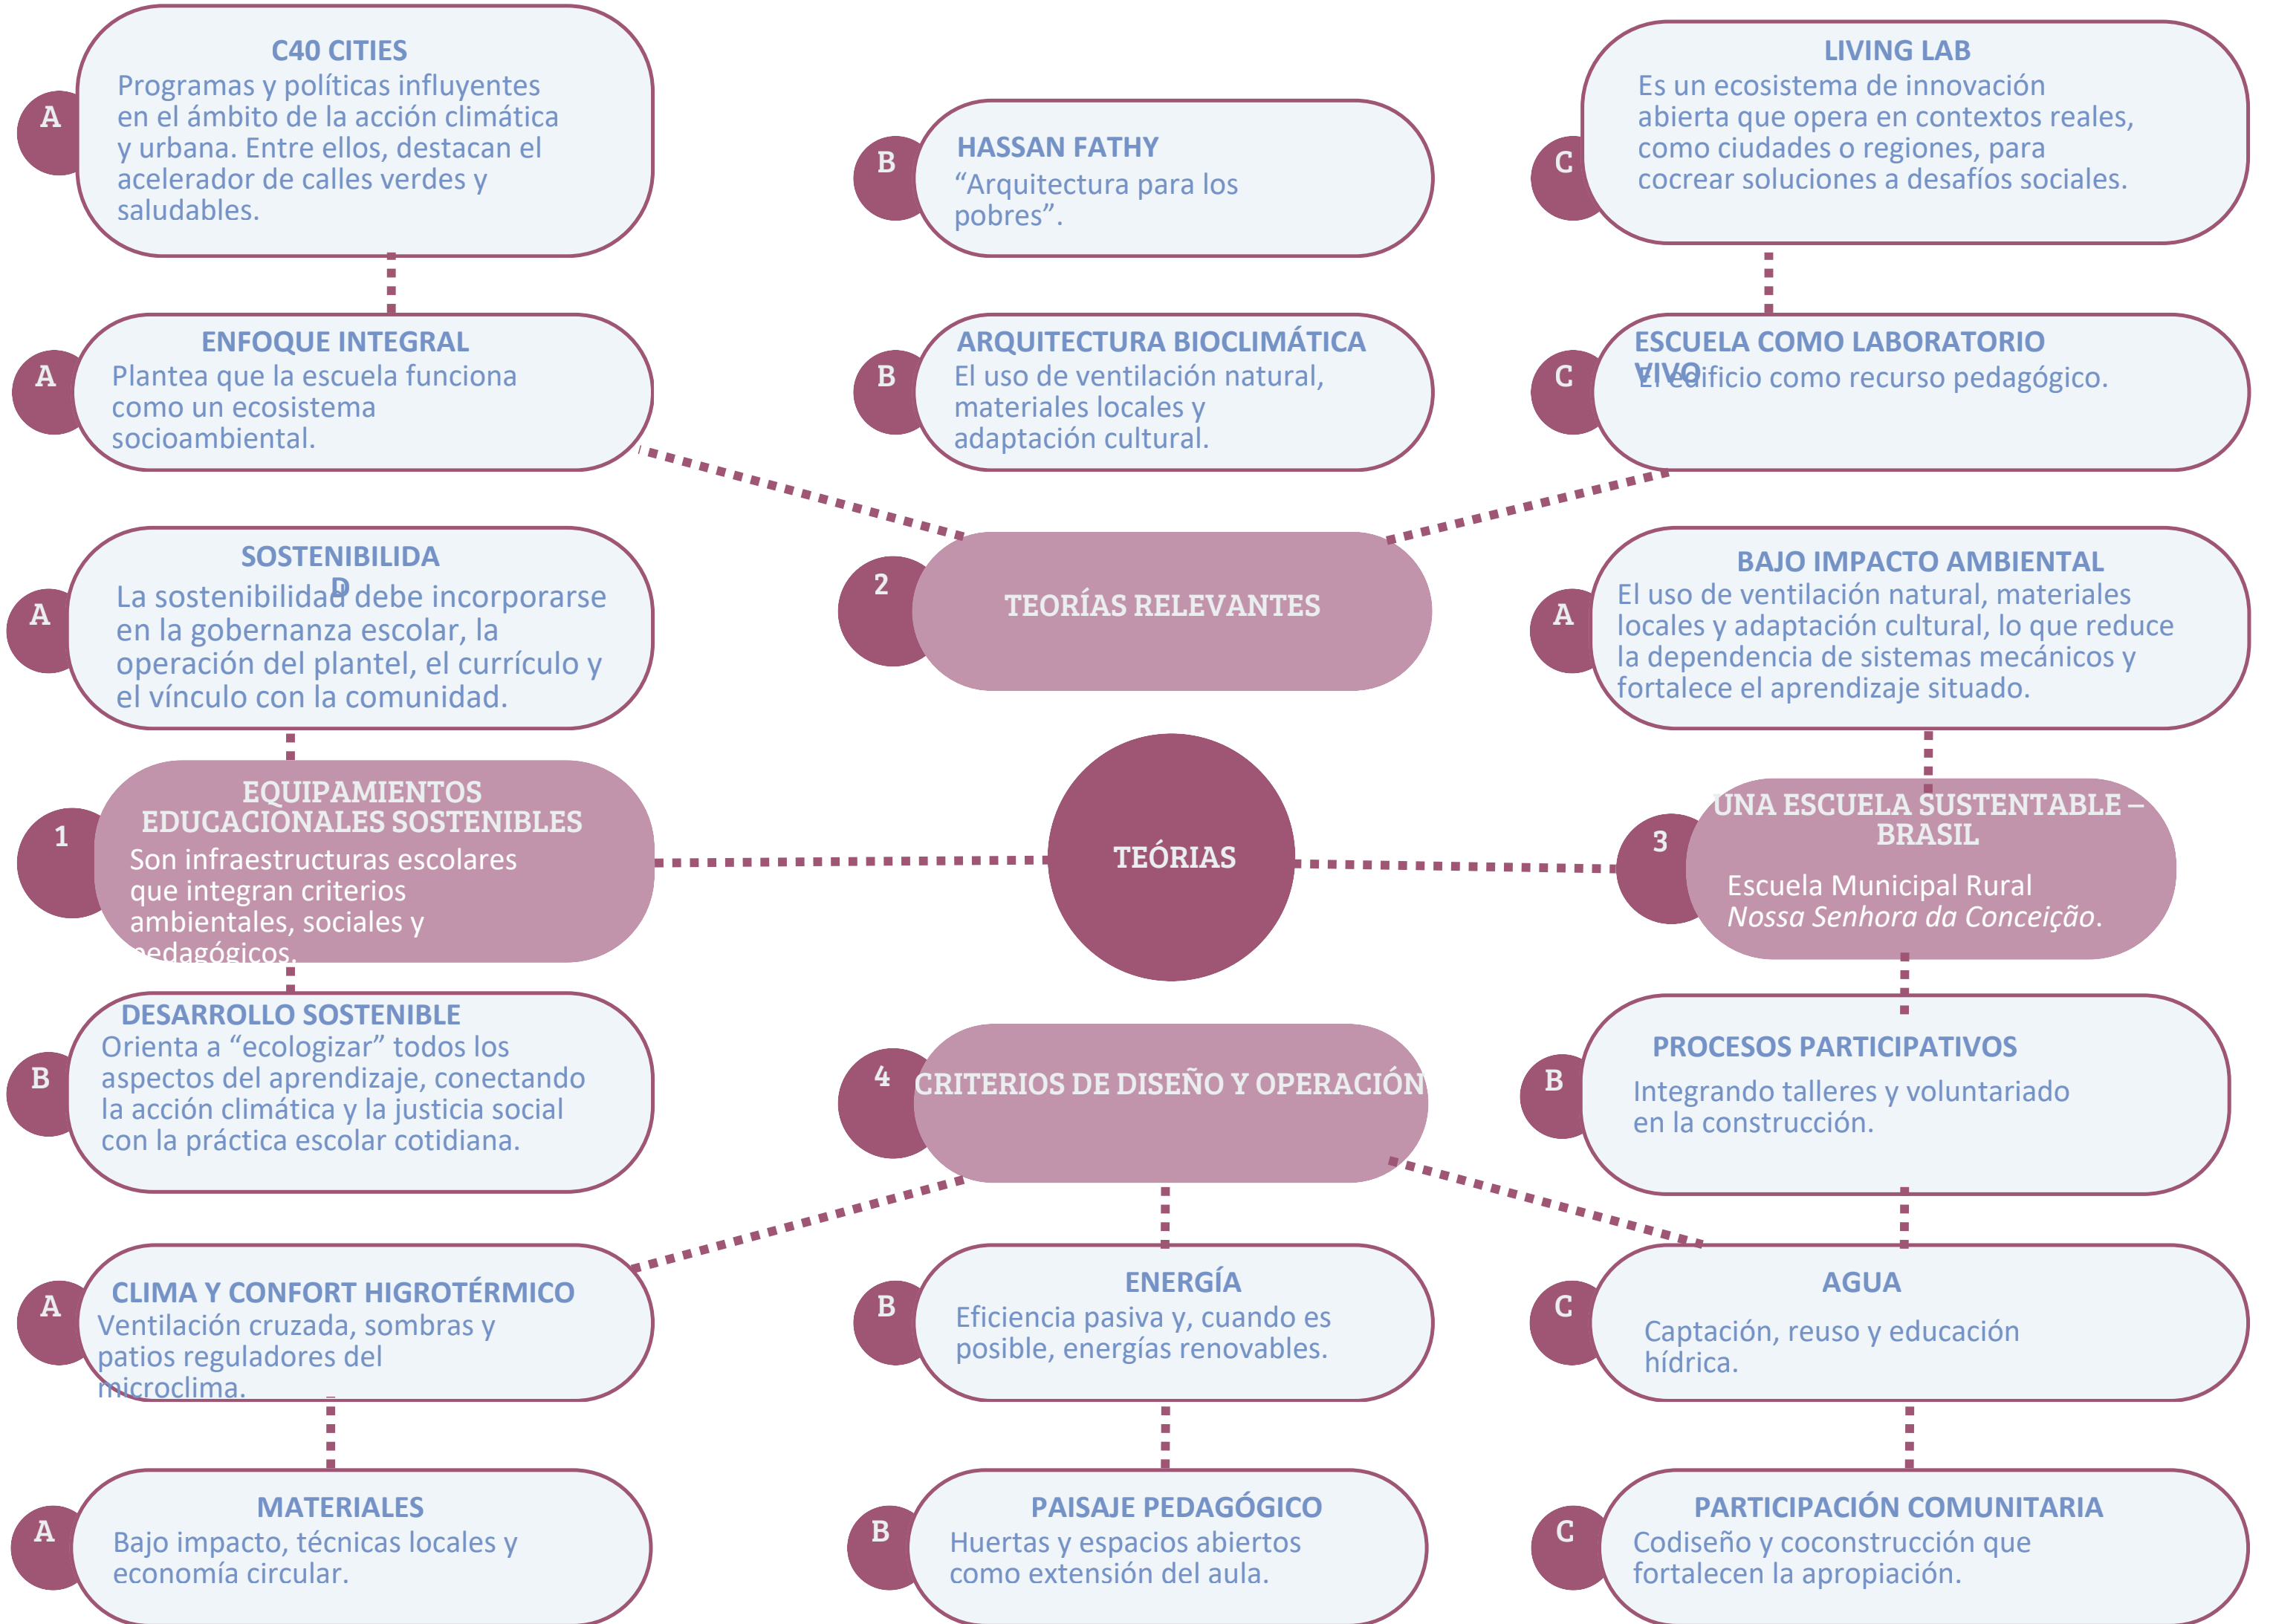 A
C40 CITIES
Programas y políticas influyentes
en el ámbito de la acción climática
y urbana. Entre ellos, destacan el
acelerador de calles verdes y
saludables.
B
HASSAN FATHY
“Arquitectura para los
pobres”.
C
LIVING LAB
Es un ecosistema de innovación
abierta que opera en contextos reales,
como ciudades o regiones, para
cocrear soluciones a desafíos sociales.
A
ENFOQUE INTEGRAL
Plantea que la escuela funciona
como un ecosistema
socioambiental.
B
ARQUITECTURA BIOCLIMÁTICA
El uso de ventilación natural,
materiales locales y
adaptación cultural.
C
ESCUELA COMO LABORATORIO
VIVO
El edificio como recurso pedagógico.
A
SOSTENIBILIDA
D
La sostenibilidad debe incorporarse
en la gobernanza escolar, la
operación del plantel, el currículo y
el vínculo con la comunidad.
2
TEORÍAS RELEVANTES
A
BAJO IMPACTO AMBIENTAL
El uso de ventilación natural, materiales
locales y adaptación cultural, lo que reduce
la dependencia de sistemas mecánicos y
fortalece el aprendizaje situado.
1
EQUIPAMIENTOS
EDUCACIONALES SOSTENIBLES
Son infraestructuras escolares
que integran criterios
ambientales, sociales y
pedagógicos.
TEÓRIAS
3
UNA ESCUELA SUSTENTABLE –
BRASIL
Escuela Municipal Rural
Nossa Senhora da Conceição.
B
DESARROLLO SOSTENIBLE
Orienta a “ecologizar” todos los
aspectos del aprendizaje, conectando
la acción climática y la justicia social
con la práctica escolar cotidiana.
4
CRITERIOS DE DISEÑO Y OPERACIÓN
B
PROCESOS PARTICIPATIVOS
Integrando talleres y voluntariado
en la construcción.
A
CLIMA Y CONFORT HIGROTÉRMICO
Ventilación cruzada, sombras y
patios reguladores del
microclima.
B
ENERGÍA
Eficiencia pasiva y, cuando es
posible, energías renovables.
C
AGUA
Captación, reuso y educación
hídrica.
A
MATERIALES
Bajo impacto, técnicas locales y
economía circular.
B
PAISAJE PEDAGÓGICO
Huertas y espacios abiertos
como extensión del aula.
C
PARTICIPACIÓN COMUNITARIA
Codiseño y coconstrucción que
fortalecen la apropiación.